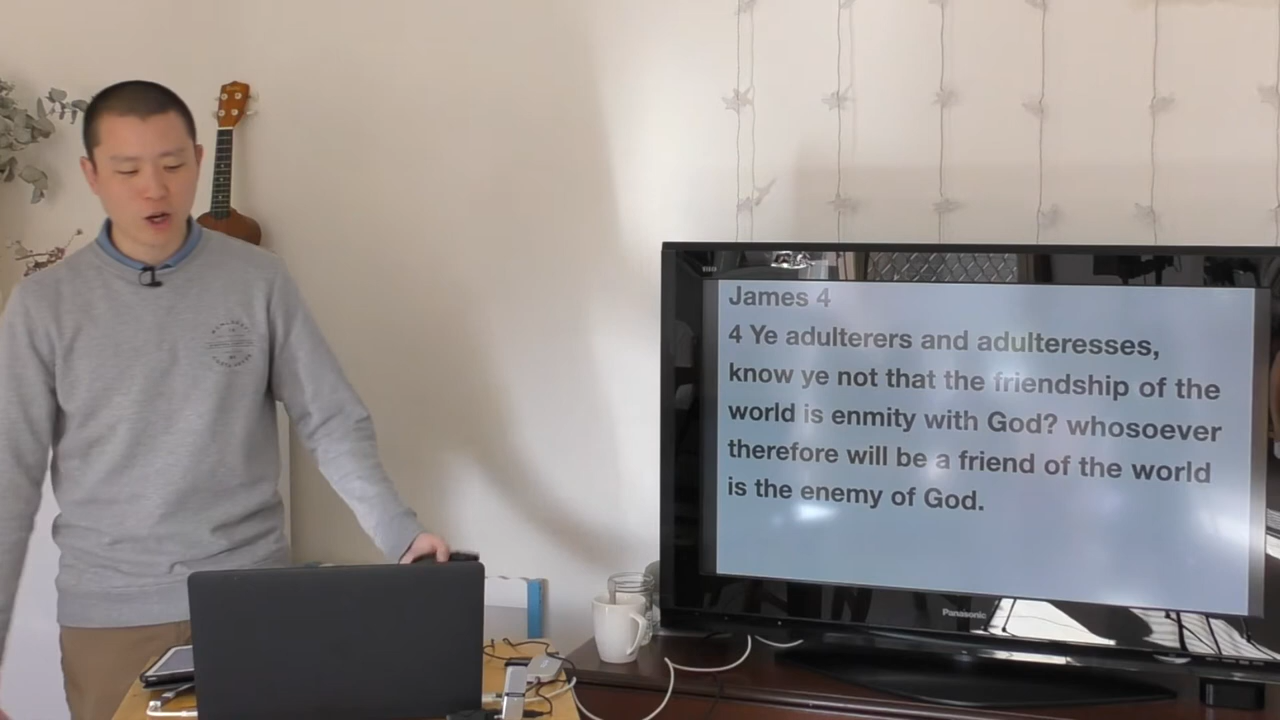 James 4
4 Ye adulterers and adulteresses,
know ye not that the friendship of the
world is enmity with God? whosoever
therefore will be a friend of the world
is the enemy of God.
Panasonic